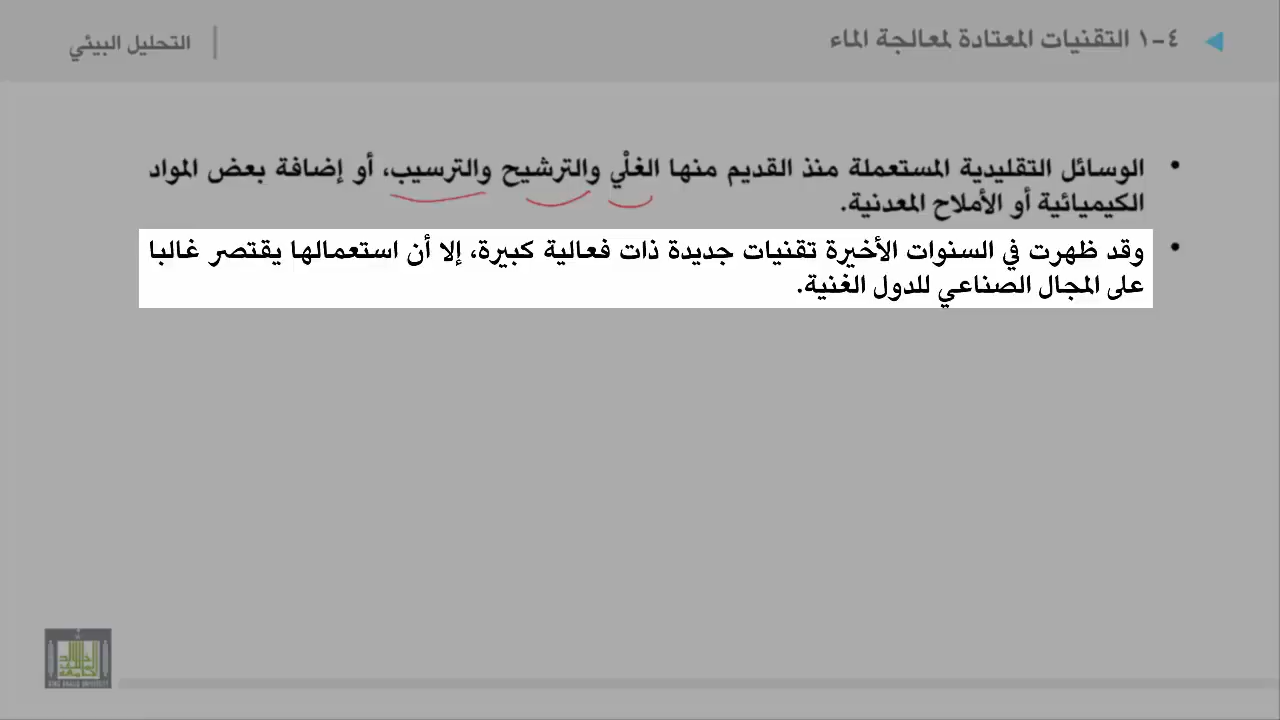 ٤-١ التقنيات المعتادة لمعالجة الماء
التحليل البيئي
• الوسائل التقليدية المستعملة منذ القديم منها الغلْي والترشيح والترسيب، أو إضافة بعض المواد
الكيميائية أو الأملاح المعدنية.
• وقد ظهرت في السنوات الأخيرة تقنيات جديدة ذات فعالية كبيرة، إلا أن استعمالها يقتصر غالبا
على المجال الصناعي للدول الغنية.